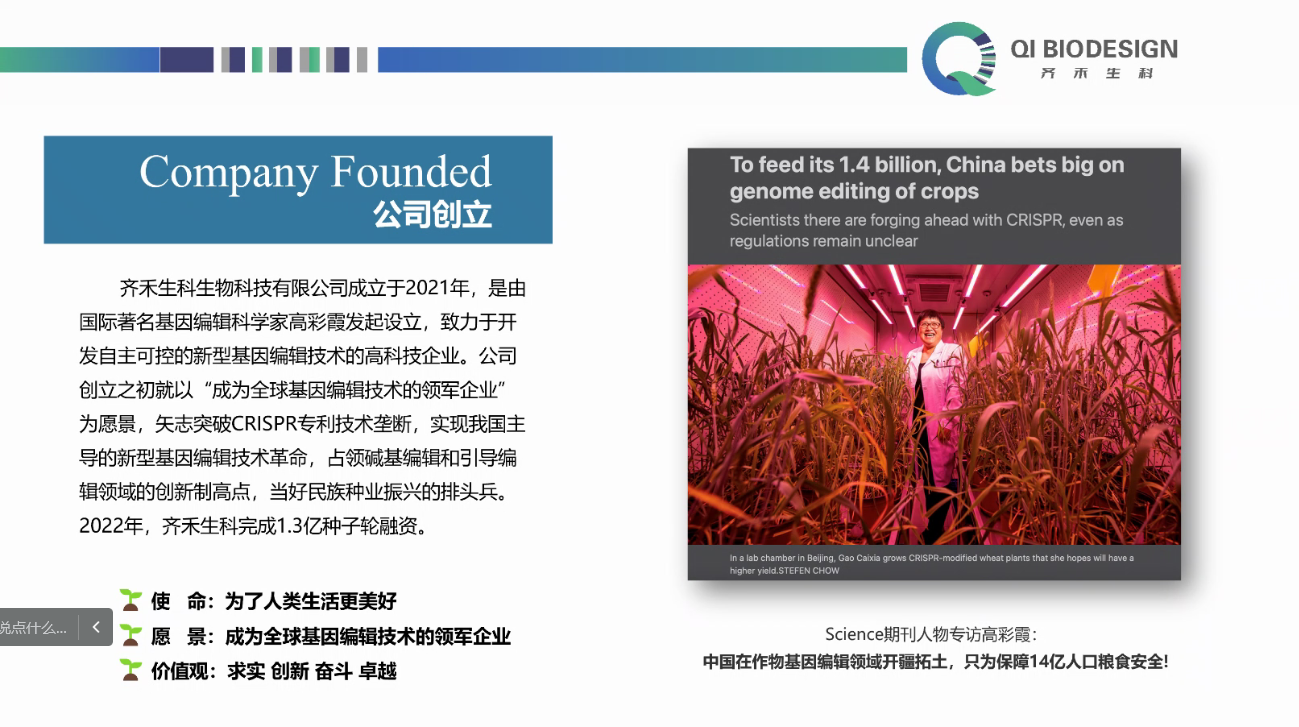 QI BIODESIGN
齐禾生科
Company Founded
公司创立
齐禾生科生物科技有限公司成立于2021年，是由
国际著名基因编辑科学家高彩霞发起设立，致力于开
发自主可控的新型基因编辑技术的高科技企业。公司
创立之初就以“成为全球基因编辑技术的领军企业”
为愿景，矢志突破CRISPR专利技术垄断，实现我国主
导的新型基因编辑技术革命，占领碱基编辑和引导编
辑领域的创新制高点，当好民族种业振兴的排头兵。
2022年，齐禾生科完成1.3亿种子轮融资。
使 命：为了人类生活更美好
愿 景：成为全球基因编辑技术的领军企业
价值观：求实 创新 奋斗 卓越
说点什么...
To feed its 1.4 billion, China bets big on
genome editing of crops
Scientists there are forging ahead with CRISPR, even as
regulations remain unclear
In a lab chamber in Beijing, Gao Caixia grows CRISPR-modified wheat plants that she hopes will have a
higher yield.STEFEN CHOW
Science期刊人物专访高彩霞：
中国在作物基因编辑领域开疆拓土，只为保障14亿人口粮食安全!